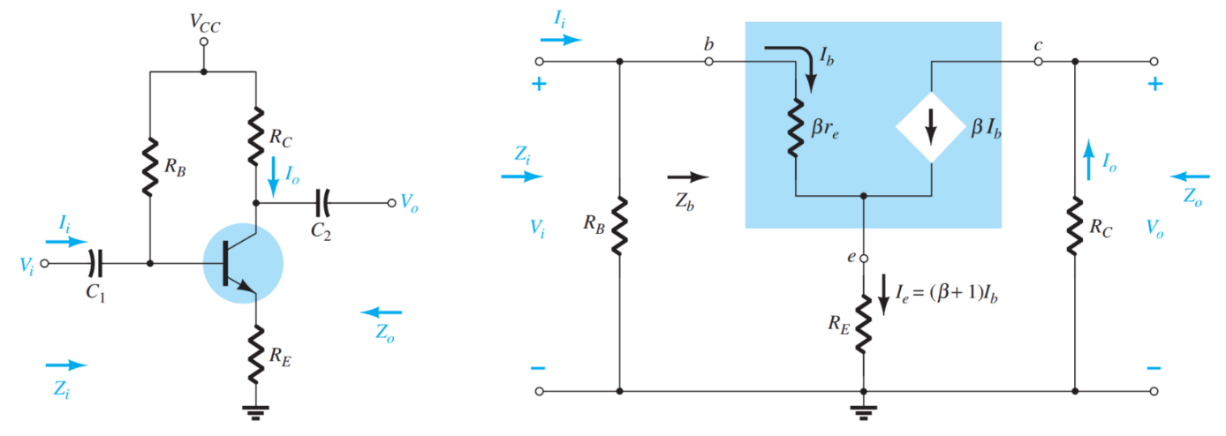 V_CC
R_C
R_B
I_o
I_i
V_o
C_2
V_i
C_1
Z_o
R_E
Z_i
I_i
b
c
+
I_b
+
βr_e
βI_b
Z_i
I_o
Z_b
Z_o
V_i
R_B
R_C
V_o
e
I_e = (β + 1)I_b
R_E
−
−